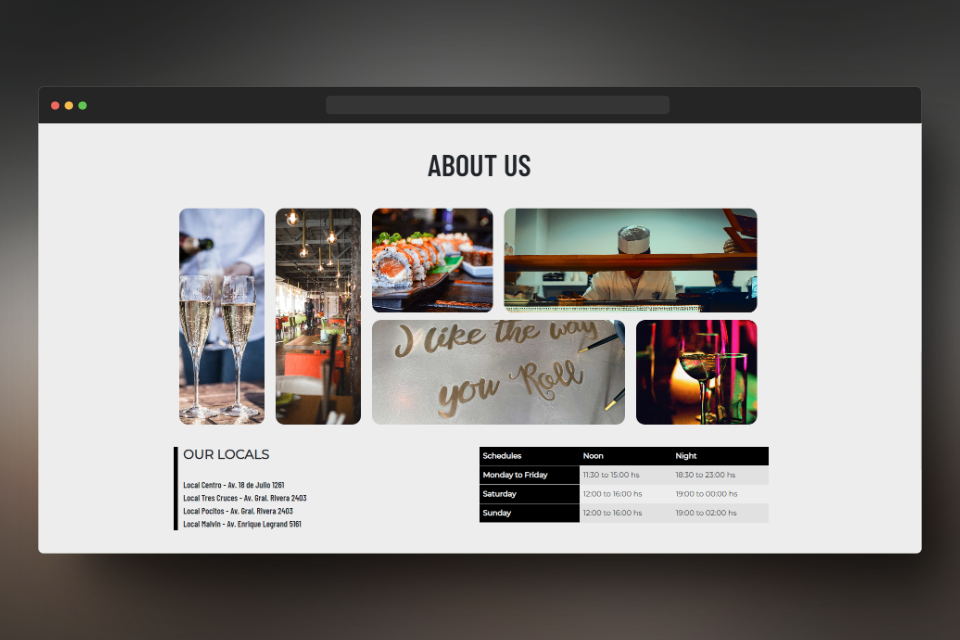 ABOUT US
I like the way
you Roll
OUR LOCALS
Local Centro - Av. 18 de Julio 1261
Local Tres Cruces - Av. Gral. Rivera 2403
Local Pocitos - Av. Gral. Rivera 2403
Local Malvin - Av. Enrique Legrand 5161
Schedules Noon Night
Monday to Friday 11:30 to 15:00 hs 18:30 to 23:00 hs
Saturday 12:00 to 16:00 hs 19:00 to 00:00 hs
Sunday 12:00 to 16:00 hs 19:00 to 02:00 hs